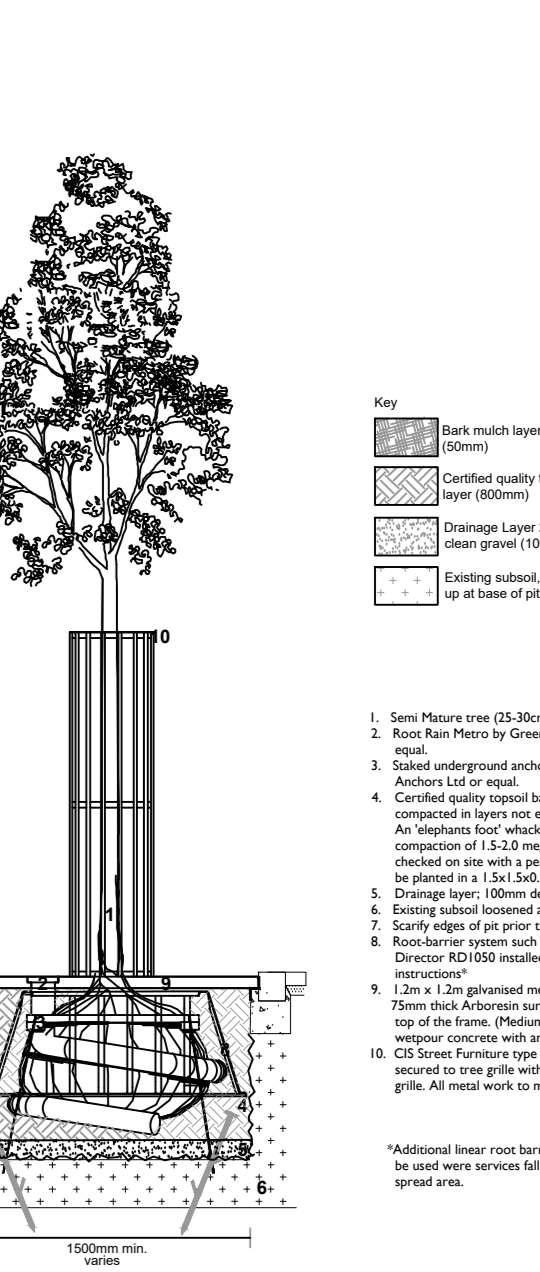 Key
Bark mulch layer
(50mm)
Certified quality
layer (800mm)
Drainage Layer
clean gravel (10
Existing subsoil,
up at base of pit
10
1
2
9
3
8
4
5
6
1500mm min.
varies
1. Semi Mature tree (25-30cm
2. Root Rain Metro by Green
equal.
3. Staked underground ancho
Anchors Ltd or equal.
4. Certified quality topsoil ba
compacted in layers not e
An 'elephants foot' whack
compaction of 1.5-2.0 meg
checked on site with a pe
be planted in a 1.5x1.5x0.
5. Drainage layer; 100mm de
6. Existing subsoil loosened a
7. Scarify edges of pit prior t
8. Root-barrier system such
Director RD1050 installed
instructions*
9. 1.2m x 1.2m galvanised me
75mm thick Arboresin sur
top of the frame. (Medium
wetpour concrete with an
10. CIS Street Furniture type
secured to tree grille with
grille. All metal work to m
*Additional linear root barr
be used were services fall
spread area.